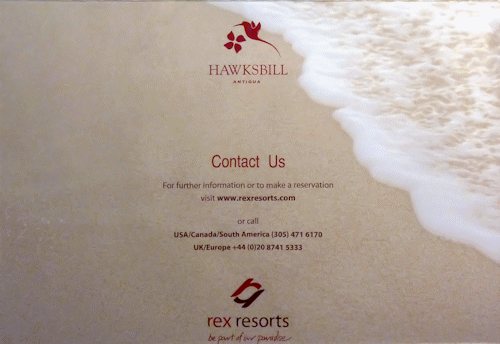 HAWKSBILL
ANTIGUA
Contact Us
For further information or to make a reservation
visit www.rexresorts.com
or call
USA/Canada/South America (305) 471 6170
UK/Europe +44 (0)20 8741 5333
rex resorts
be part of our paradise